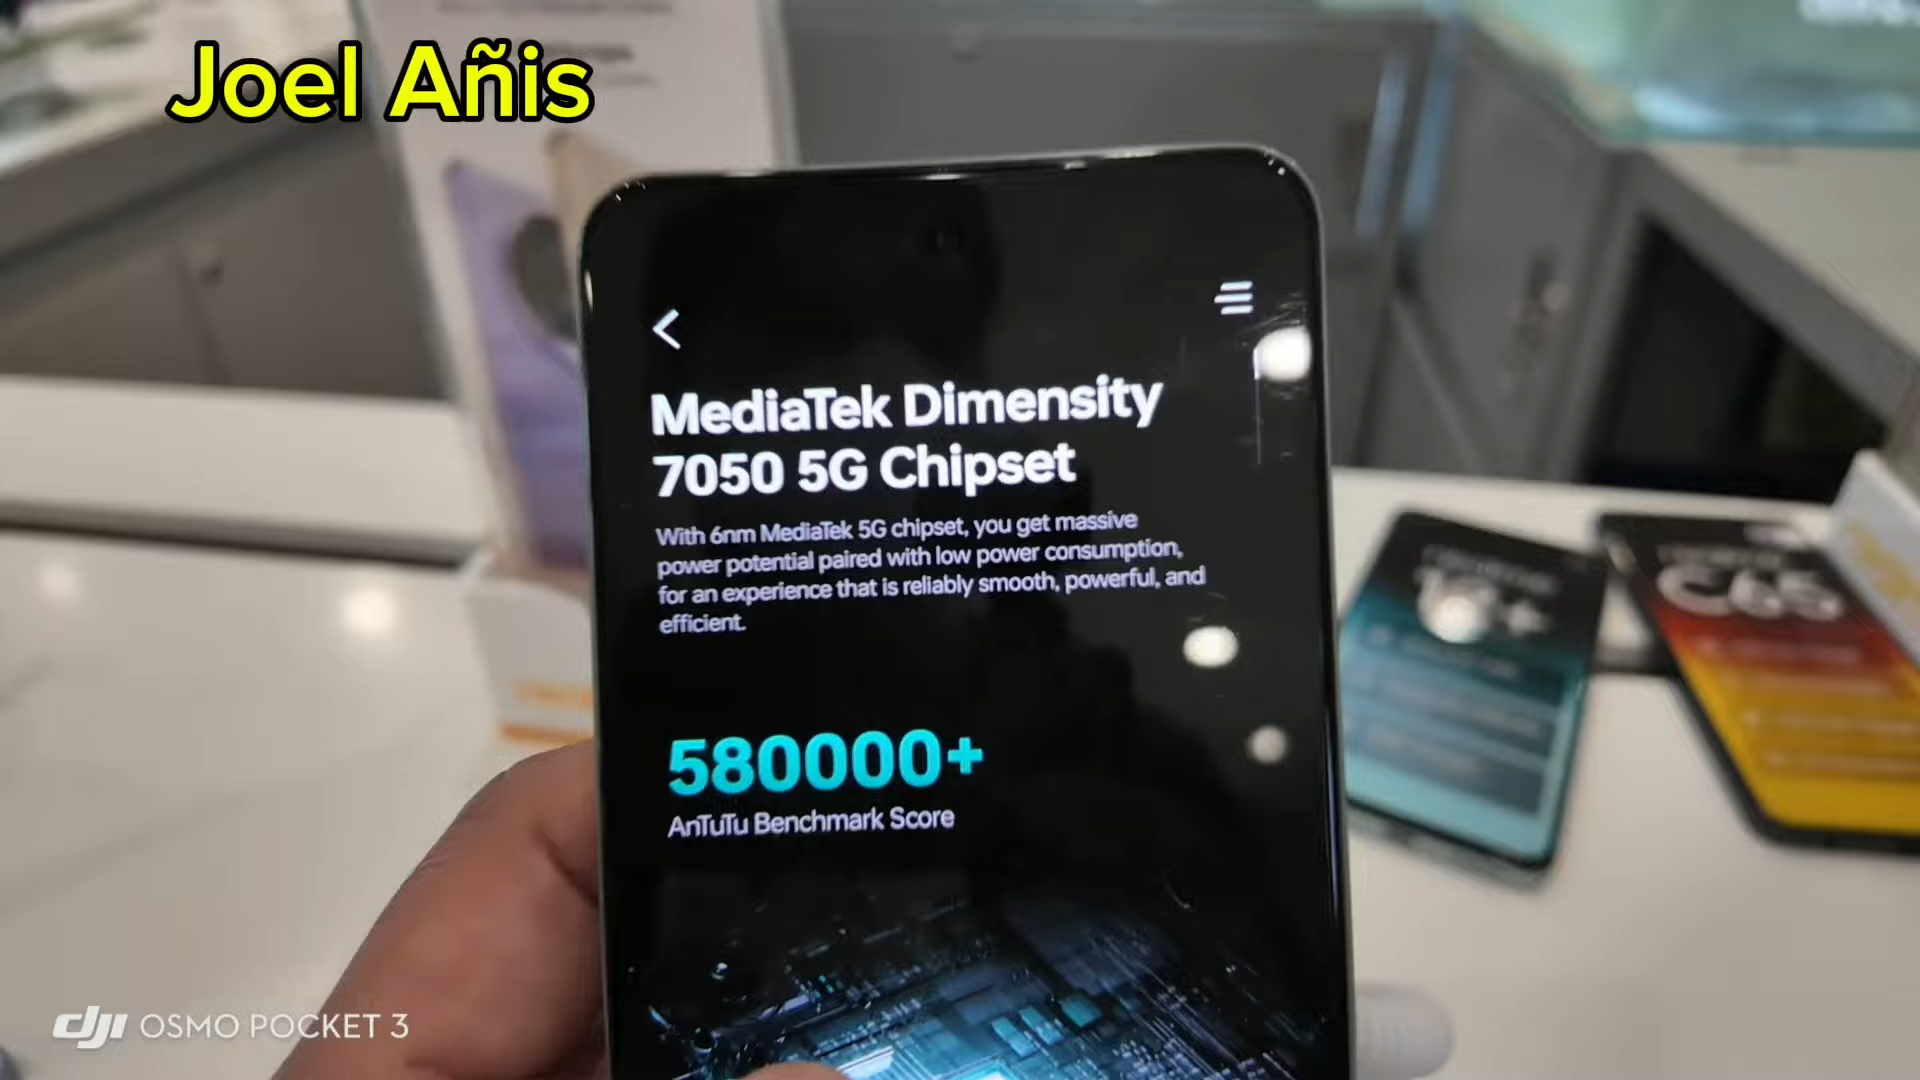 Joel Añis
MediaTek Dimensity
7050 5G Chipset
With 6nm MediaTek 5G chipset, you get massive
power potential paired with low power consumption,
for an experience that is reliably smooth, powerful, and
efficient.
580000+
AnTuTu Benchmark Score
C65
dji OSMO POCKET 3